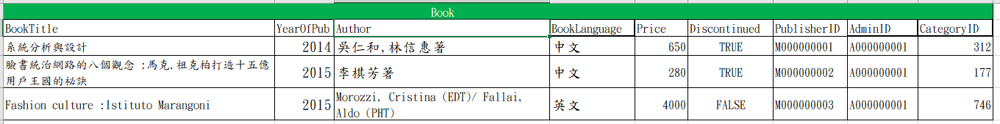 Book
BookTitle YearOfPub Author BookLanguage Price Discontinued PublisherID AdminID CategoryID
系統分析與設計 2014 吳仁和,林信惠著 中文 650 TRUE M000000001 A000000001 312
臉書統治網路的八個觀念 :馬克.祖克柏打造十五億
用戶王國的祕訣 2015 李棋芳著 中文 280 TRUE M000000002 A000000001 177
Fashion culture :Istituto Marangoni 2015 Morozzi, Cristina (EDT)/ Fallai,
Aldo (PHT) 英文 4000 FALSE M000000003 A000000001 746